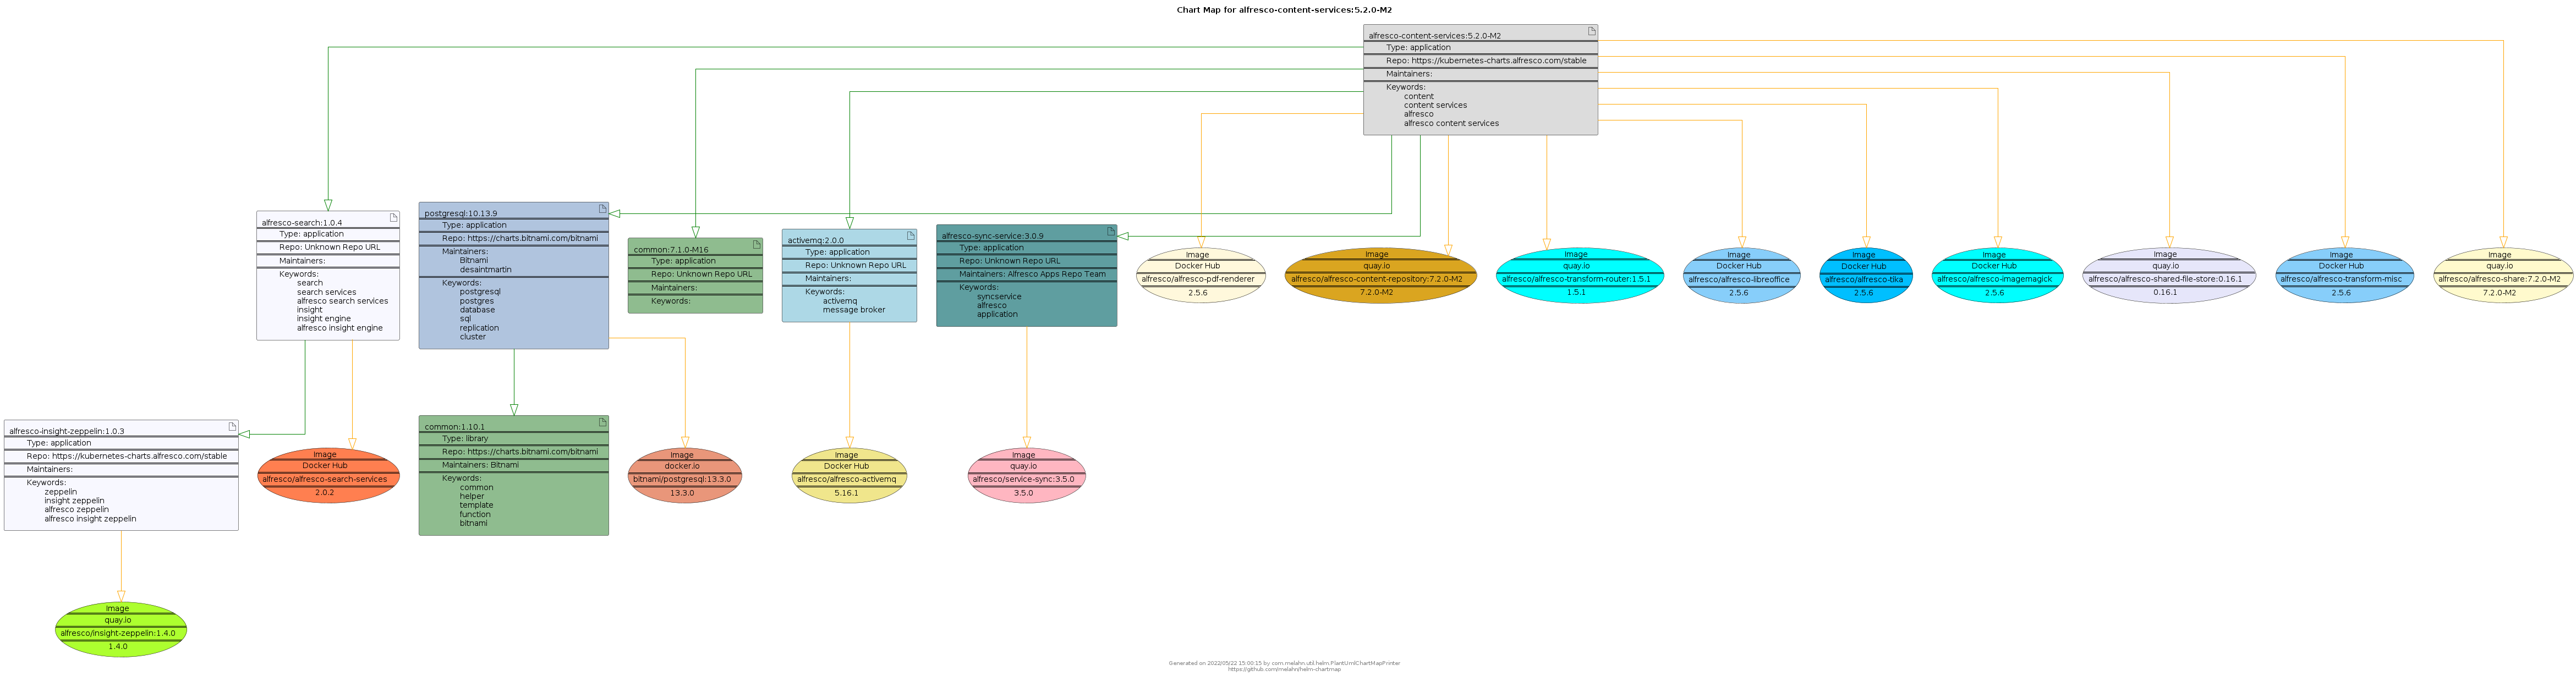 Chart Map for alfresco-content-services:5.2.0-M2
alfresco-content-services:5.2.0-M2
Type: application
Repo: https://kubernetes-charts.alfresco.com/stable
Maintainers:
Keywords:
content
content services
alfresco
alfresco content services
alfresco-search:1.0.4
Type: application
Repo: Unknown Repo URL
Maintainers:
Keywords:
search
search services
alfresco search services
insight
insight engine
alfresco insight engine
postgresql:10.13.9
Type: application
Repo: https://charts.bitnami.com/bitnami
Maintainers:
Bitnami
desaintmartin
Keywords:
postgresql
postgres
database
sql
replication
cluster
common:7.1.0-M16
Type: application
Repo: Unknown Repo URL
Maintainers:
Keywords:
activemq:2.0.0
Type: application
Repo: Unknown Repo URL
Maintainers:
Keywords:
activemq
message broker
alfresco-sync-service:3.0.9
Type: application
Repo: Unknown Repo URL
Maintainers: Alfresco Apps Repo Team
Keywords:
syncservice
alfresco
application
Image
Docker Hub
alfresco/alfresco-pdf-renderer
2.5.6
Image
quay.io
alfresco/alfresco-content-repository:7.2.0-M2
7.2.0-M2
Image
quay.io
alfresco/alfresco-transform-router:1.5.1
1.5.1
Image
Docker Hub
alfresco/alfresco-libreoffice
2.5.6
Image
Docker Hub
alfresco/alfresco-tika
2.5.6
Image
Docker Hub
alfresco/alfresco-imagemagick
2.5.6
Image
quay.io
alfresco/alfresco-shared-file-store:0.16.1
0.16.1
Image
Docker Hub
alfresco/alfresco-transform-misc
2.5.6
Image
quay.io
alfresco/alfresco-share:7.2.0-M2
7.2.0-M2
alfresco-insight-zeppelin:1.0.3
Type: application
Repo: https://kubernetes-charts.alfresco.com/stable
Maintainers:
Keywords:
zeppelin
insight zeppelin
alfresco zeppelin
alfresco insight zeppelin
Image
Docker Hub
alfresco/alfresco-search-services
2.0.2
common:1.10.1
Type: library
Repo: https://charts.bitnami.com/bitnami
Maintainers: Bitnami
Keywords:
common
helper
template
function
bitnami
Image
docker.io
bitnami/postgresql:13.3.0
13.3.0
Image
Docker Hub
alfresco/alfresco-activemq
5.16.1
Image
quay.io
alfresco/service-sync:3.5.0
3.5.0
Image
quay.io
alfresco/insight-zeppelin:1.4.0
1.4.0
Generated on 2022/05/22 15:00:15 by com.melahn.util.helm.PlantUmlChartMapPrinter
https://github.com/melahn/helm-chartmap